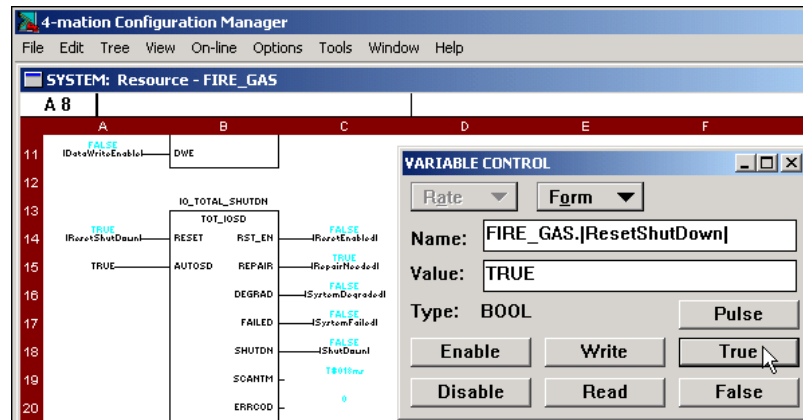 4-mation Configuration Manager
File Edit Tree View On-line Options Tools Window Help
SYSTEM: Resource - FIRE_GAS
A 8
A B C D E F
11 FALSE
|DataWriteEnable| DWE
12
13 IO_TOTAL_SHUTDN
TOT_IOSD
14 TRUE FALSE
|ResetShutDown| RESET RST_EN |ResetEnabled|
15 TRUE
TRUE AUTOSD REPAIR |RepairNeeded|
16 FALSE
DEGRAD |SystemDegraded|
17 FALSE
FAILED |SystemFailed|
18 FALSE
SHUTDN |ShutDown|
19 T#018ms
SCANTM
20 0
ERRCOD
VARIABLE CONTROL
Rate Form
Name: FIRE_GAS.|ResetShutDown|
Value: TRUE
Type: BOOL Pulse
Enable Write True
Disable Read False